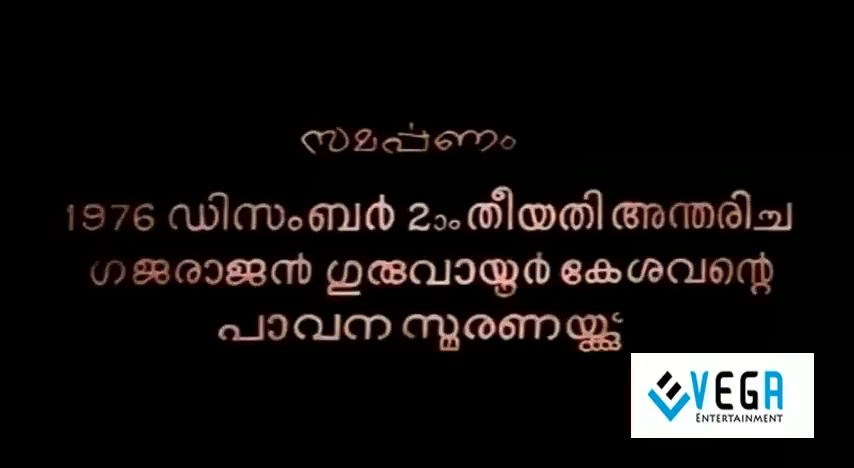 സമർപ്പണം
1976 ഡിസംബർ 2ാം തീയതി അന്തരിച്ച
ഗജരാജൻ ഗുരുവായൂർ കേശവന്റെ
പാവന സ്മരണയ്ക്കു്
VEGA
ENTERTAINMENT